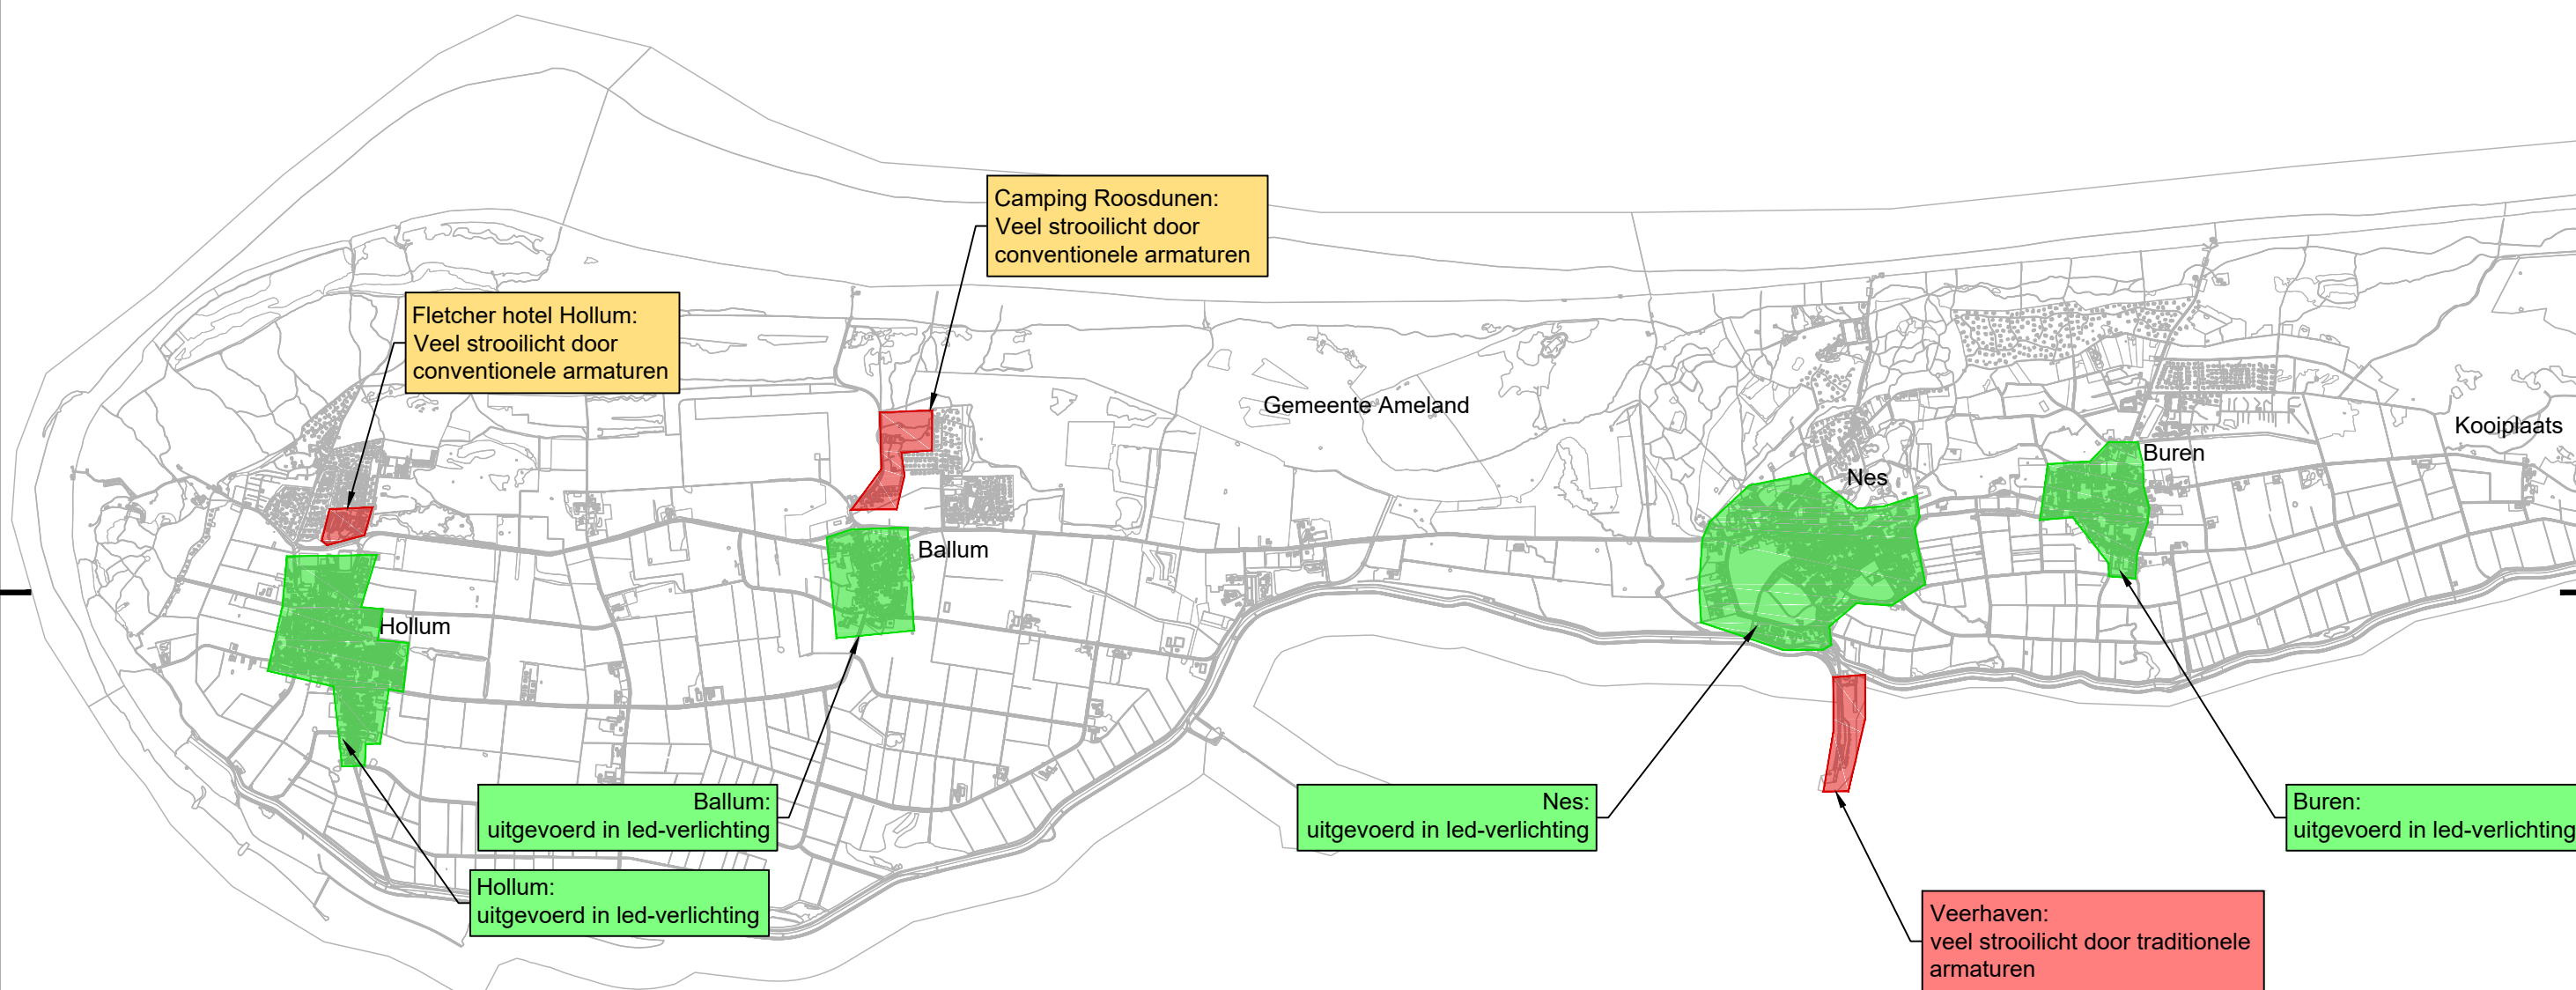 Camping Roosdunen:
Veel strooilicht door
conventionele armaturen
Fletcher hotel Hollum:
Veel strooilicht door
conventionele armaturen
Gemeente Ameland
Kooiplaats
Buren
Nes
Ballum
Hollum
Ballum:
uitgevoerd in led-verlichting
Nes:
uitgevoerd in led-verlichting
Buren:
uitgevoerd in led-verlichting
Hollum:
uitgevoerd in led-verlichting
Veerhaven:
veel strooilicht door traditionele
armaturen